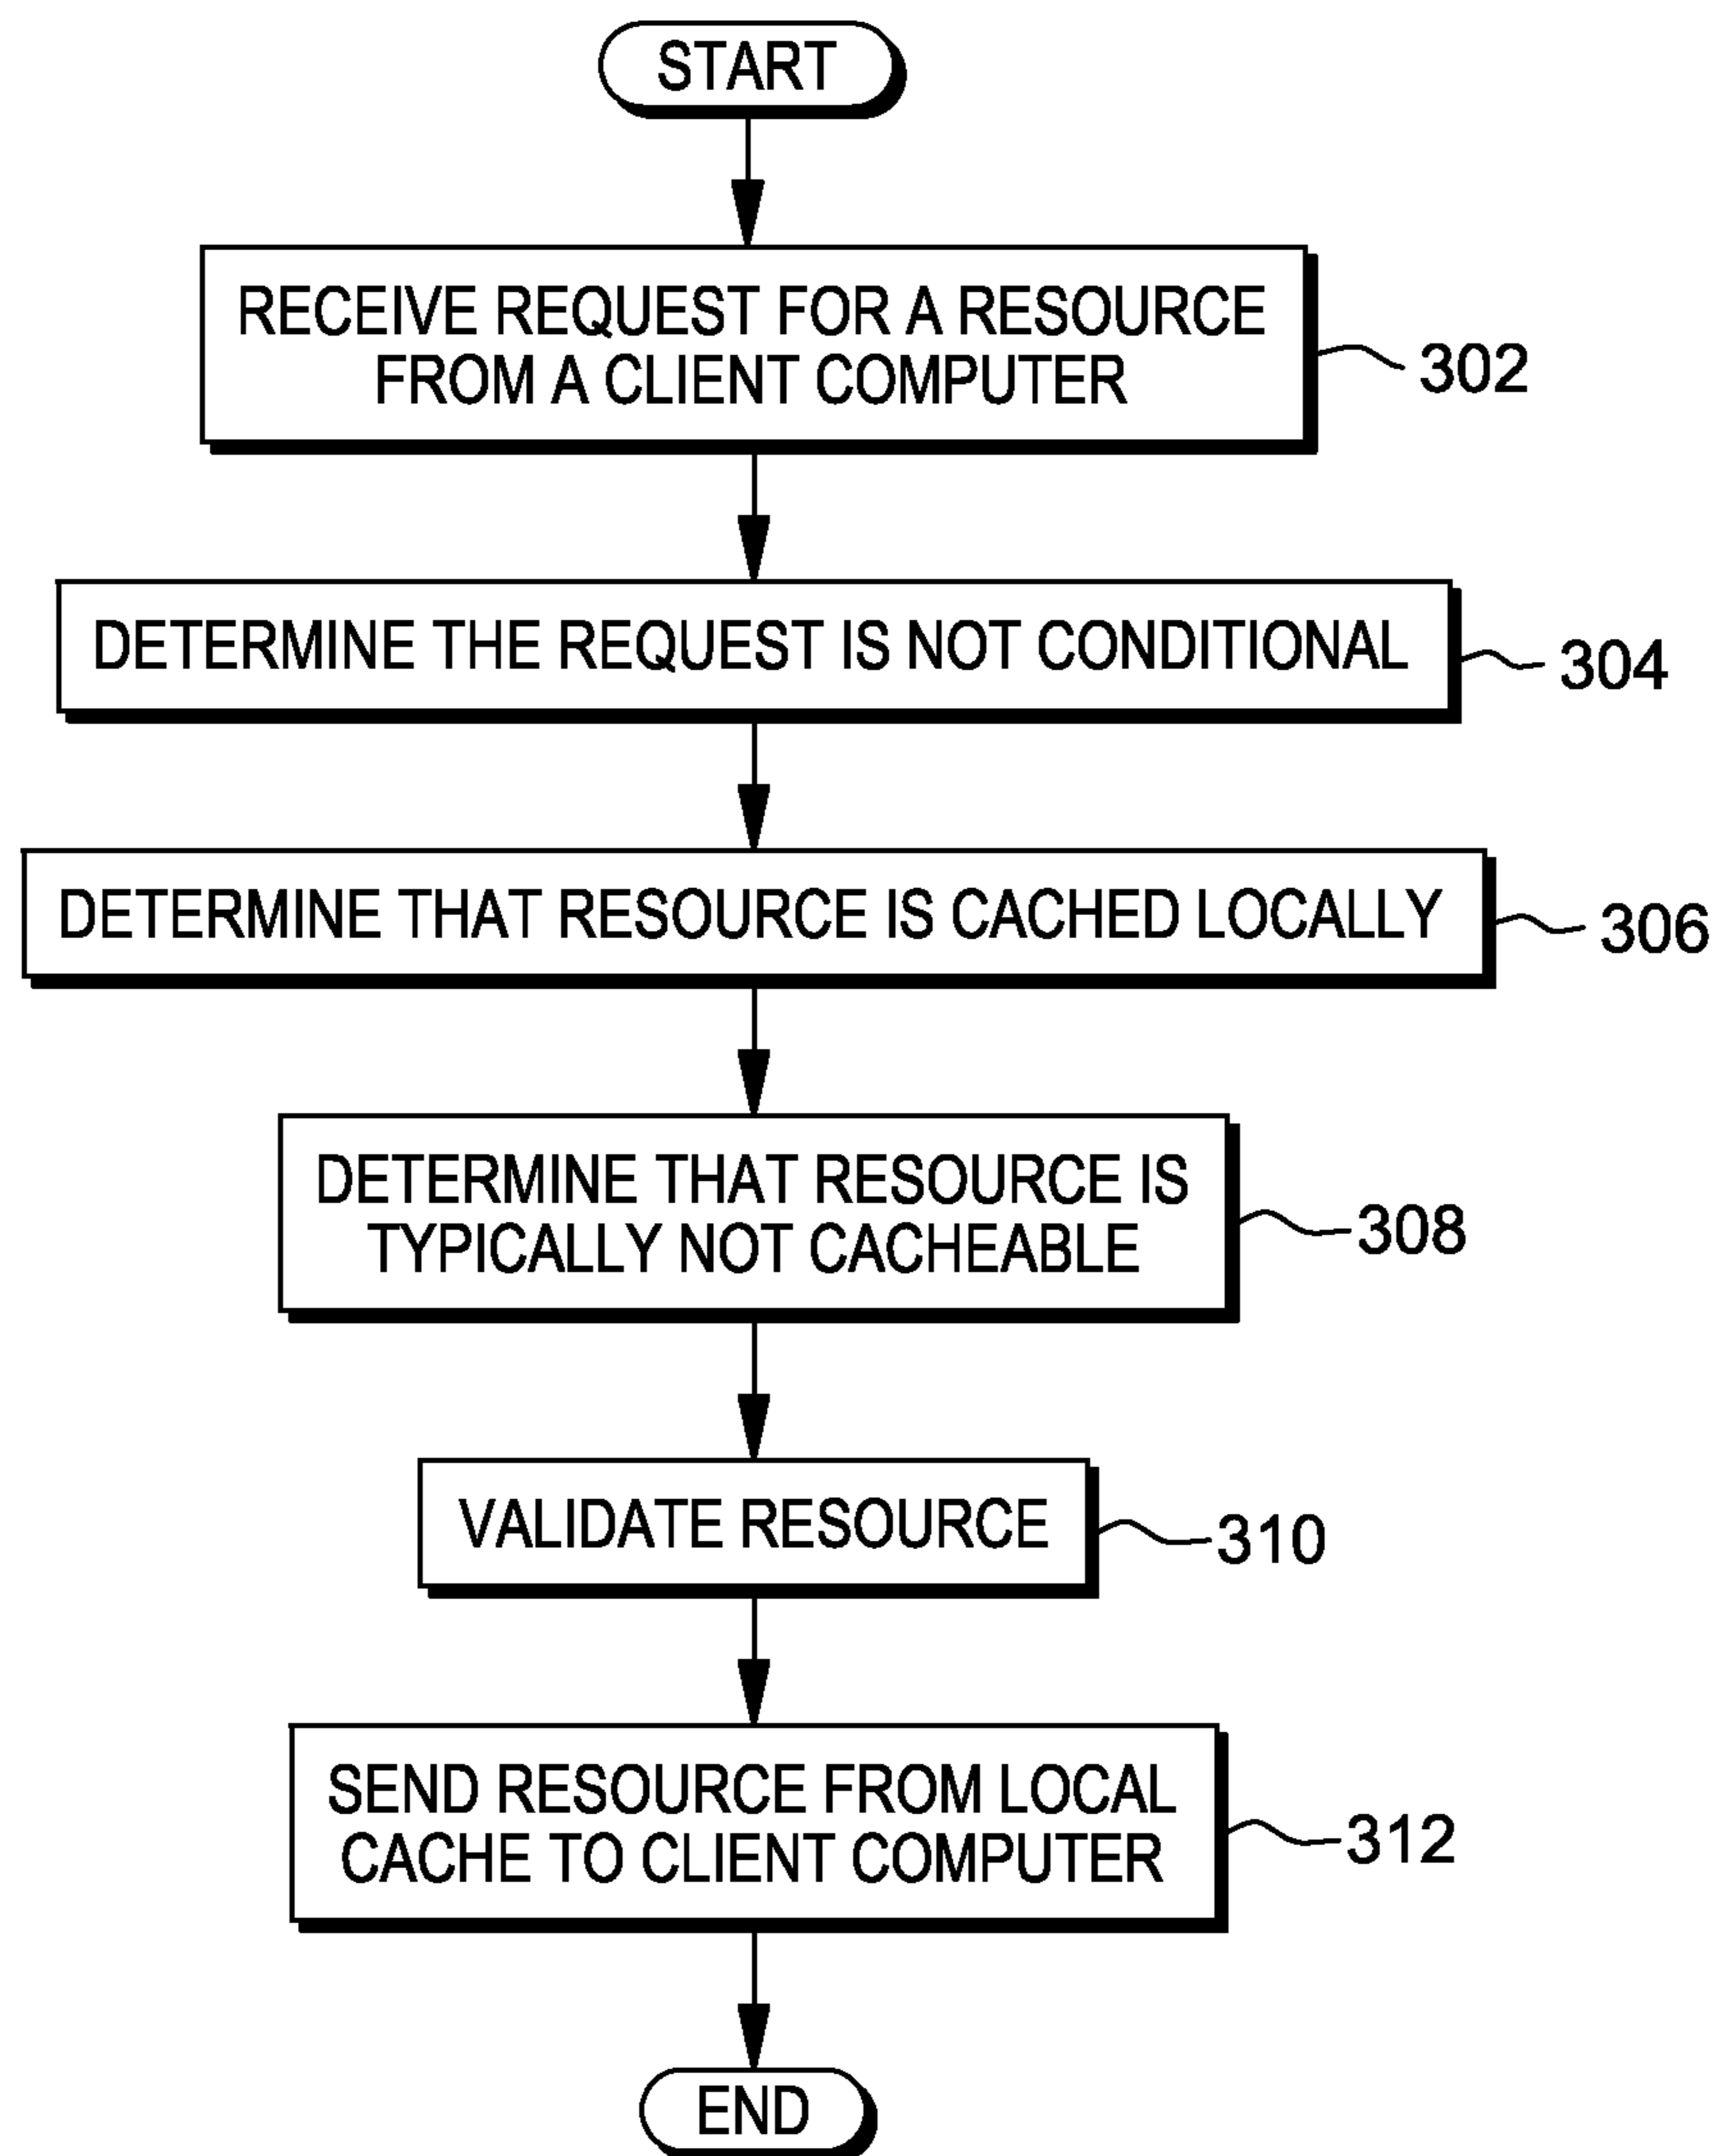 START
RECEIVE REQUEST FOR A RESOURCE
FROM A CLIENT COMPUTER
302
DETERMINE THE REQUEST IS NOT CONDITIONAL
304
DETERMINE THAT RESOURCE IS CACHED LOCALLY
306
DETERMINE THAT RESOURCE IS
TYPICALLY NOT CACHEABLE
308
VALIDATE RESOURCE
310
SEND RESOURCE FROM LOCAL
CACHE TO CLIENT COMPUTER
312
END